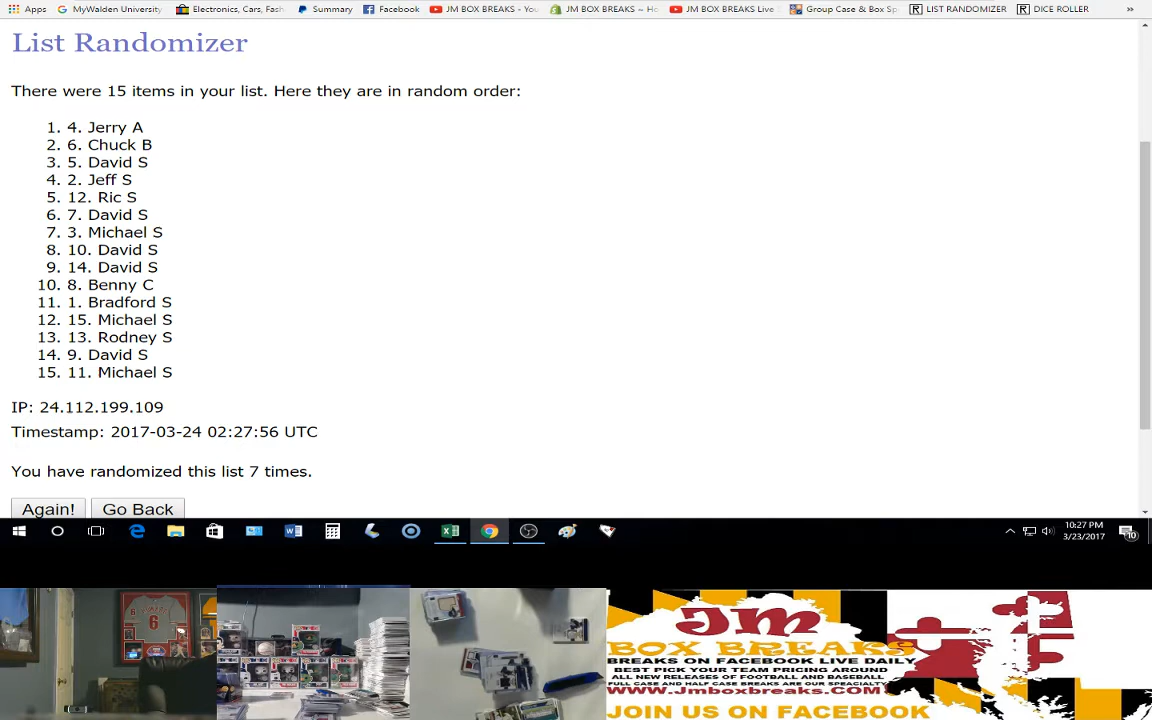 Apps MyWalden University Electronics, Cars, Fash Summary Facebook JM BOX BREAKS - You JM BOX BREAKS ~ Ho JM BOX BREAKS Live Group Case & Box Sp LIST RANDOMIZER DICE ROLLER »
List Randomizer
There were 15 items in your list. Here they are in random order:
1. 4. Jerry A
2. 6. Chuck B
3. 5. David S
4. 2. Jeff S
5. 12. Ric S
6. 7. David S
7. 3. Michael S
8. 10. David S
9. 14. David S
10. 8. Benny C
11. 1. Bradford S
12. 15. Michael S
13. 13. Rodney S
14. 9. David S
15. 11. Michael S
IP: 24.112.199.109
Timestamp: 2017-03-24 02:27:56 UTC
You have randomized this list 7 times.
Again! Go Back
10:27 PM
3/23/2017
10
6
JM
BOX BREAKS
BREAKS ON FACEBOOK LIVE DAILY
BEST PICK YOUR TEAM PRICING AROUND
ALL NEW RELEASES OF FOOTBALL AND BASEBALL
FULL CASE AND HALF CASE BREAKS ARE OUR SPECIALTY
WWW.Jmboxbreaks.COM
JOIN US ON FACEBOOK